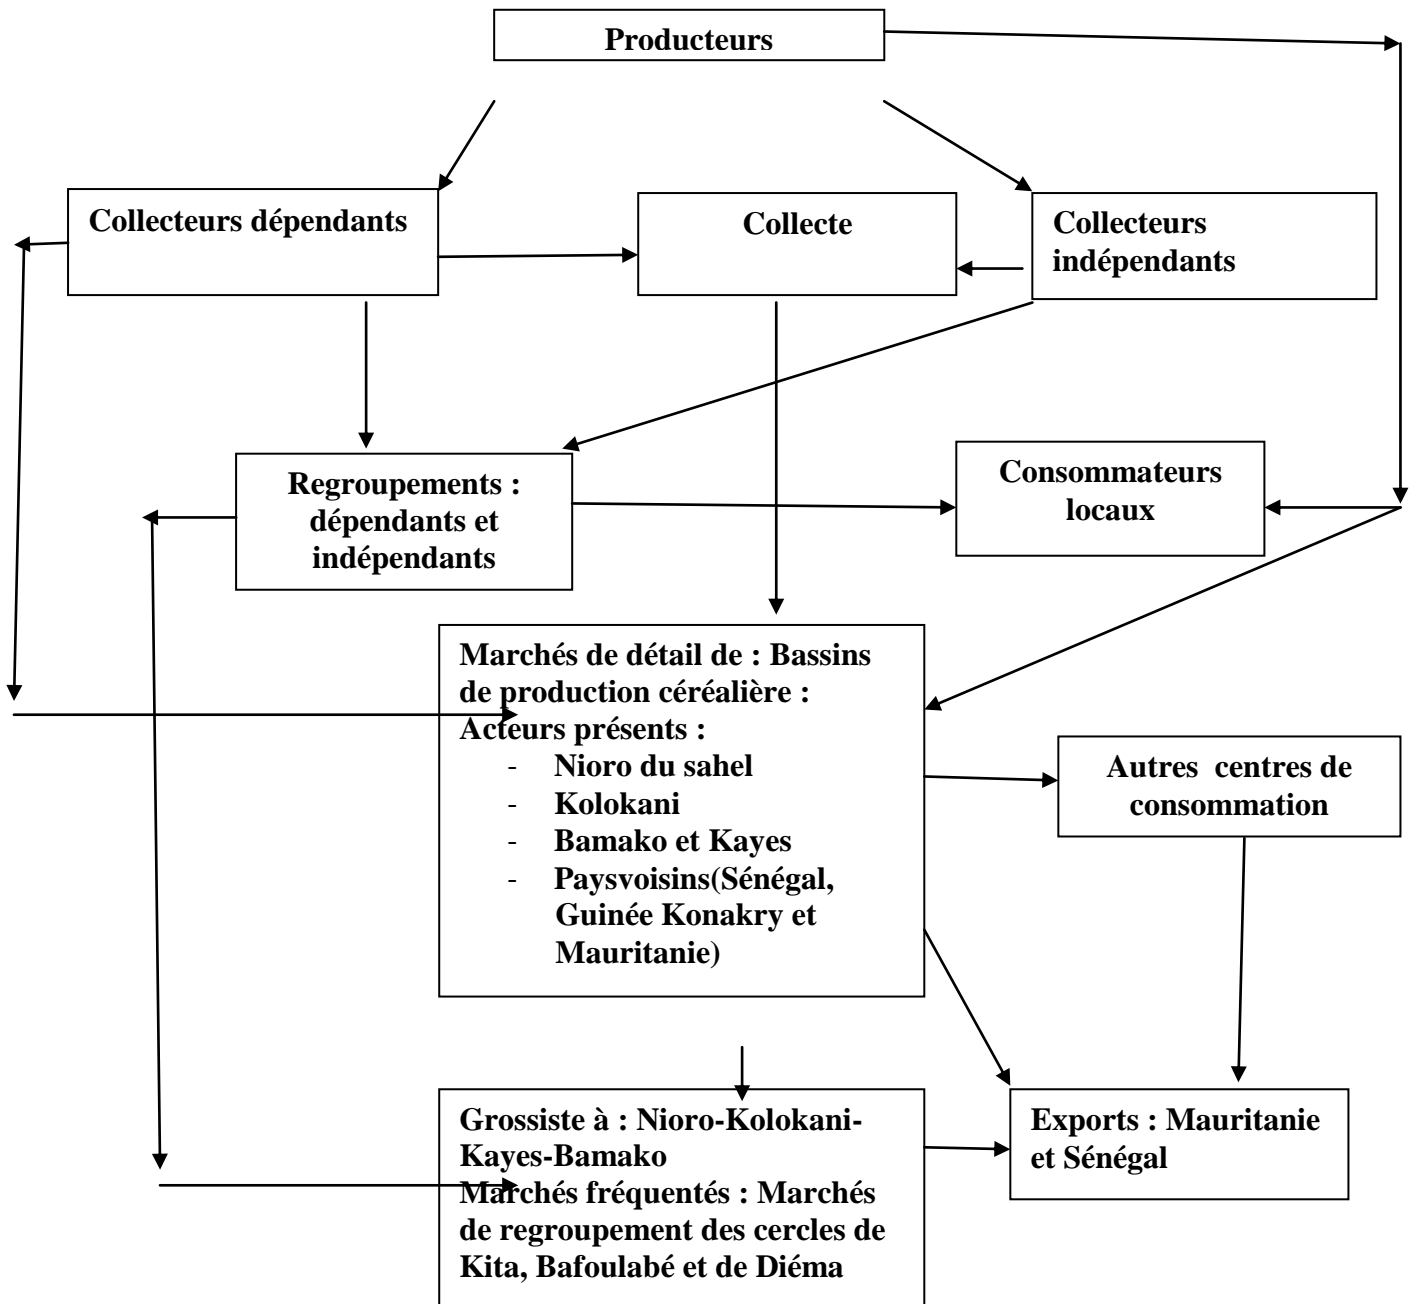 Producteurs
Collecteurs dépendants
Collecte
Collecteurs
indépendants
Regroupements :
dépendants et
indépendants
Consommateurs
locaux
Marchés de détail de : Bassins
de production céréalière :
Acteurs présents :
- Nioro du sahel
- Kolokani
- Bamako et Kayes
- Paysvoisins(Sénégal,
Guinée Konakry et
Mauritanie)
Autres centres de
consommation
Grossiste à : Nioro-Kolokani-
Kayes-Bamako
Marchés fréquentés : Marchés
de regroupement des cercles de
Kita, Bafoulabé et de Diéma
Exports : Mauritanie
et Sénégal